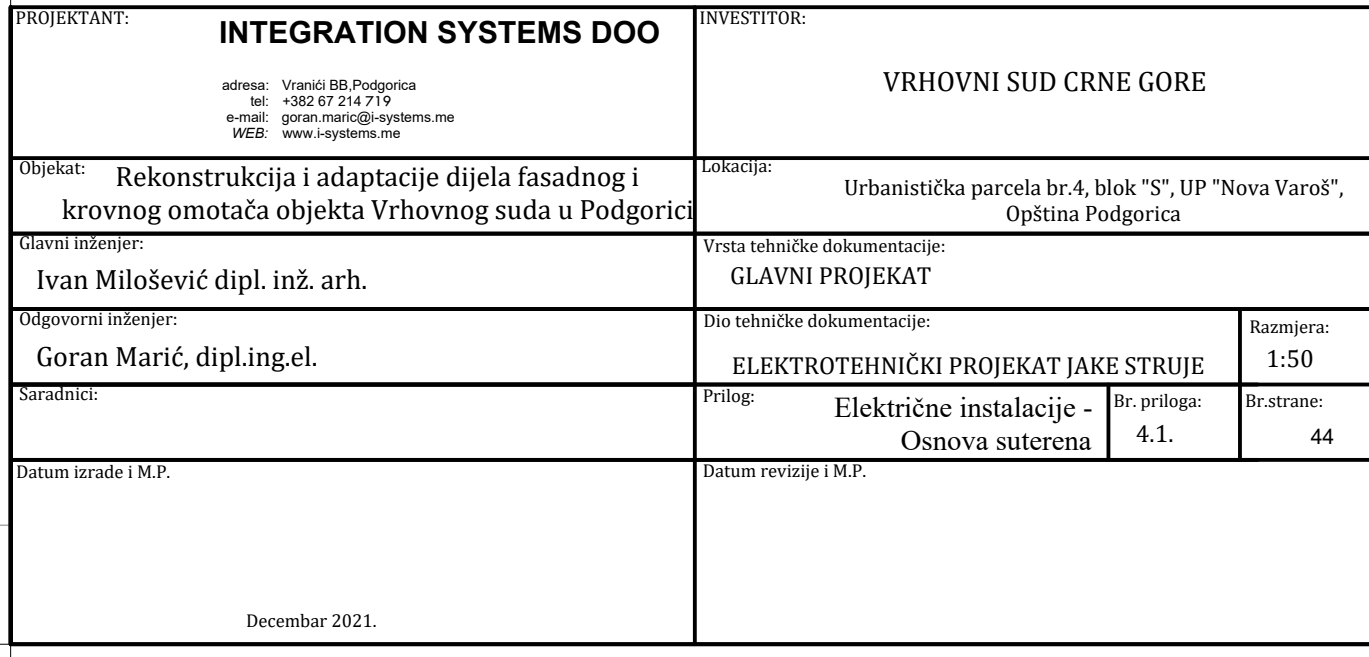 PROJEKTANT:
INTEGRATION SYSTEMS DOO
adresa: Vranići BB,Podgorica
tel: +382 67 214 719
e-mail: goran.maric@i-systems.me
WEB: www.i-systems.me
INVESTITOR:
VRHOVNI SUD CRNE GORE
Objekat:
Rekonstrukcija i adaptacije dijela fasadnog i
krovnog omotača objekta Vrhovnog suda u Podgorici
Lokacija:
Urbanistička parcela br.4, blok "S", UP "Nova Varoš",
Opština Podgorica
Glavni inženjer:
Ivan Milošević dipl. inž. arh.
Vrsta tehničke dokumentacije:
GLAVNI PROJEKAT
Odgovorni inženjer:
Goran Marić, dipl.ing.el.
Dio tehničke dokumentacije:
ELEKTROTEHNIČKI PROJEKAT JAKE STRUJE
Razmjera:
1:50
Saradnici:
Prilog:
Električne instalacije -
Osnova suterena
Br. priloga:
4.1.
Br.strane:
44
Datum izrade i M.P.
Decembar 2021.
Datum revizije i M.P.